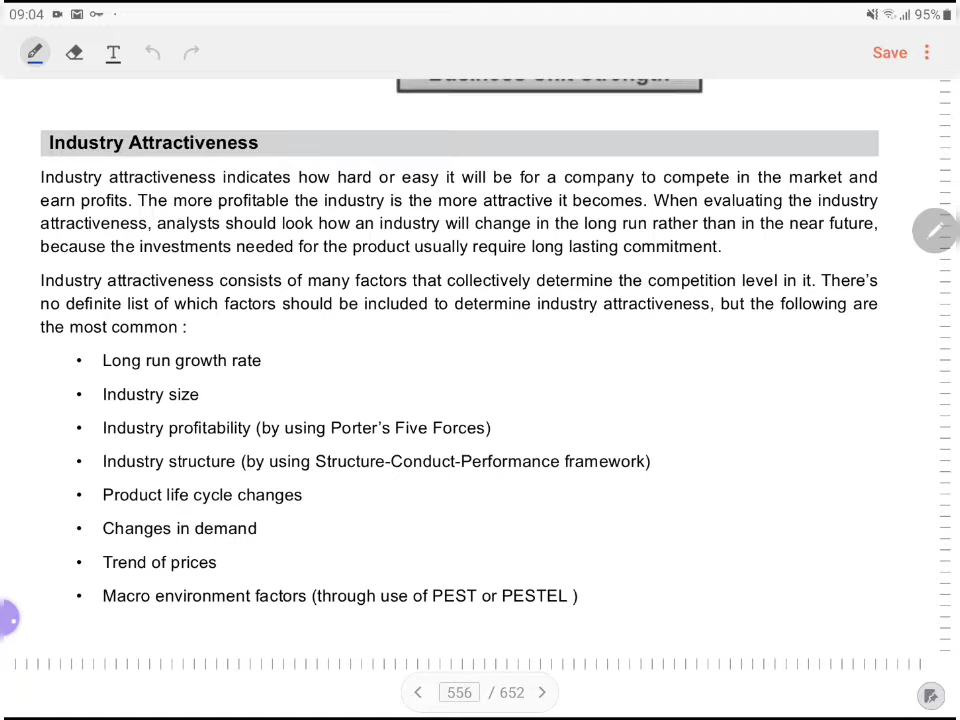 09:04
95%
T
Save
Business Unit Strength
Industry Attractiveness
Industry attractiveness indicates how hard or easy it will be for a company to compete in the market and
earn profits. The more profitable the industry is the more attractive it becomes. When evaluating the industry
attractiveness, analysts should look how an industry will change in the long run rather than in the near future,
because the investments needed for the product usually require long lasting commitment.
Industry attractiveness consists of many factors that collectively determine the competition level in it. There’s
no definite list of which factors should be included to determine industry attractiveness, but the following are
the most common :
• Long run growth rate
• Industry size
• Industry profitability (by using Porter’s Five Forces)
• Industry structure (by using Structure-Conduct-Performance framework)
• Product life cycle changes
• Changes in demand
• Trend of prices
• Macro environment factors (through use of PEST or PESTEL )
556 / 652